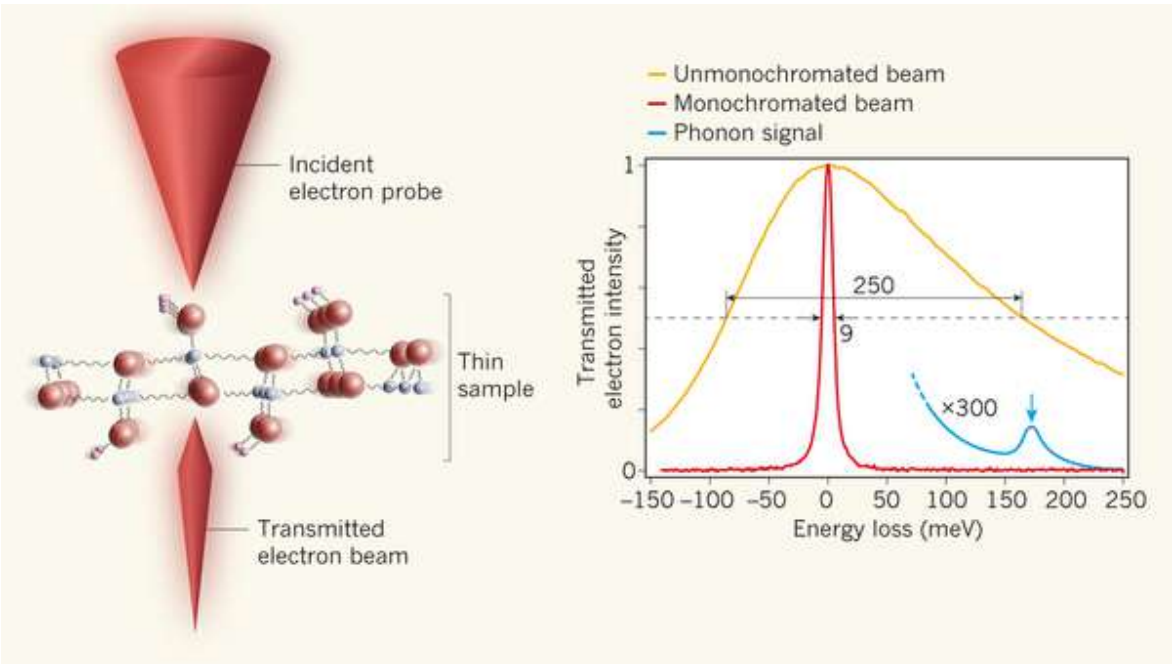 Incident
electron probe
Thin
sample
Transmitted
electron beam
Unmonochromated beam
Monochromated beam
Phonon signal
Transmitted
electron intensity
1
0
250
9
×300
–150 –100 –50 0 50 100 150 200 250
Energy loss (meV)